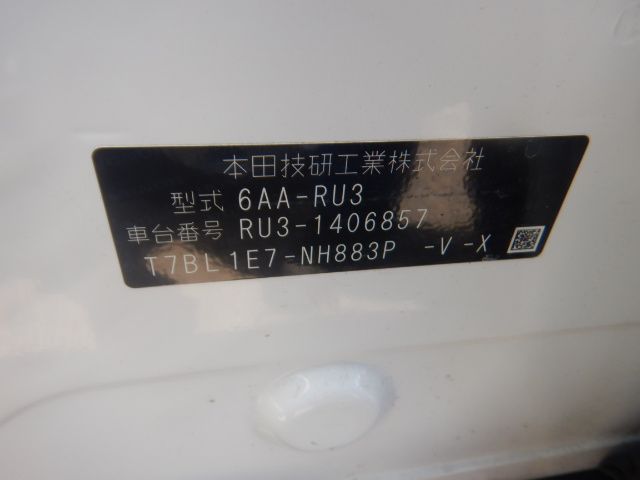 本田技研工業株式会社
型式 6AA-RU3
車台番号 RU3-1406857
T7BL1E7-NH883P -V-X